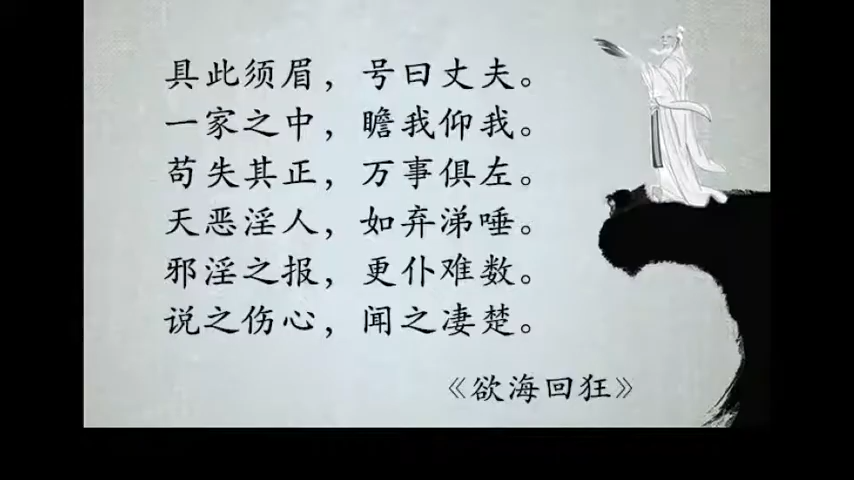 具此须眉，号曰丈夫。
一家之中，瞻我仰我。
苟失其正，万事俱左。
天恶淫人，如弃涕唾。
邪淫之报，更仆难数。
说之伤心，闻之凄楚。
《欲海回狂》